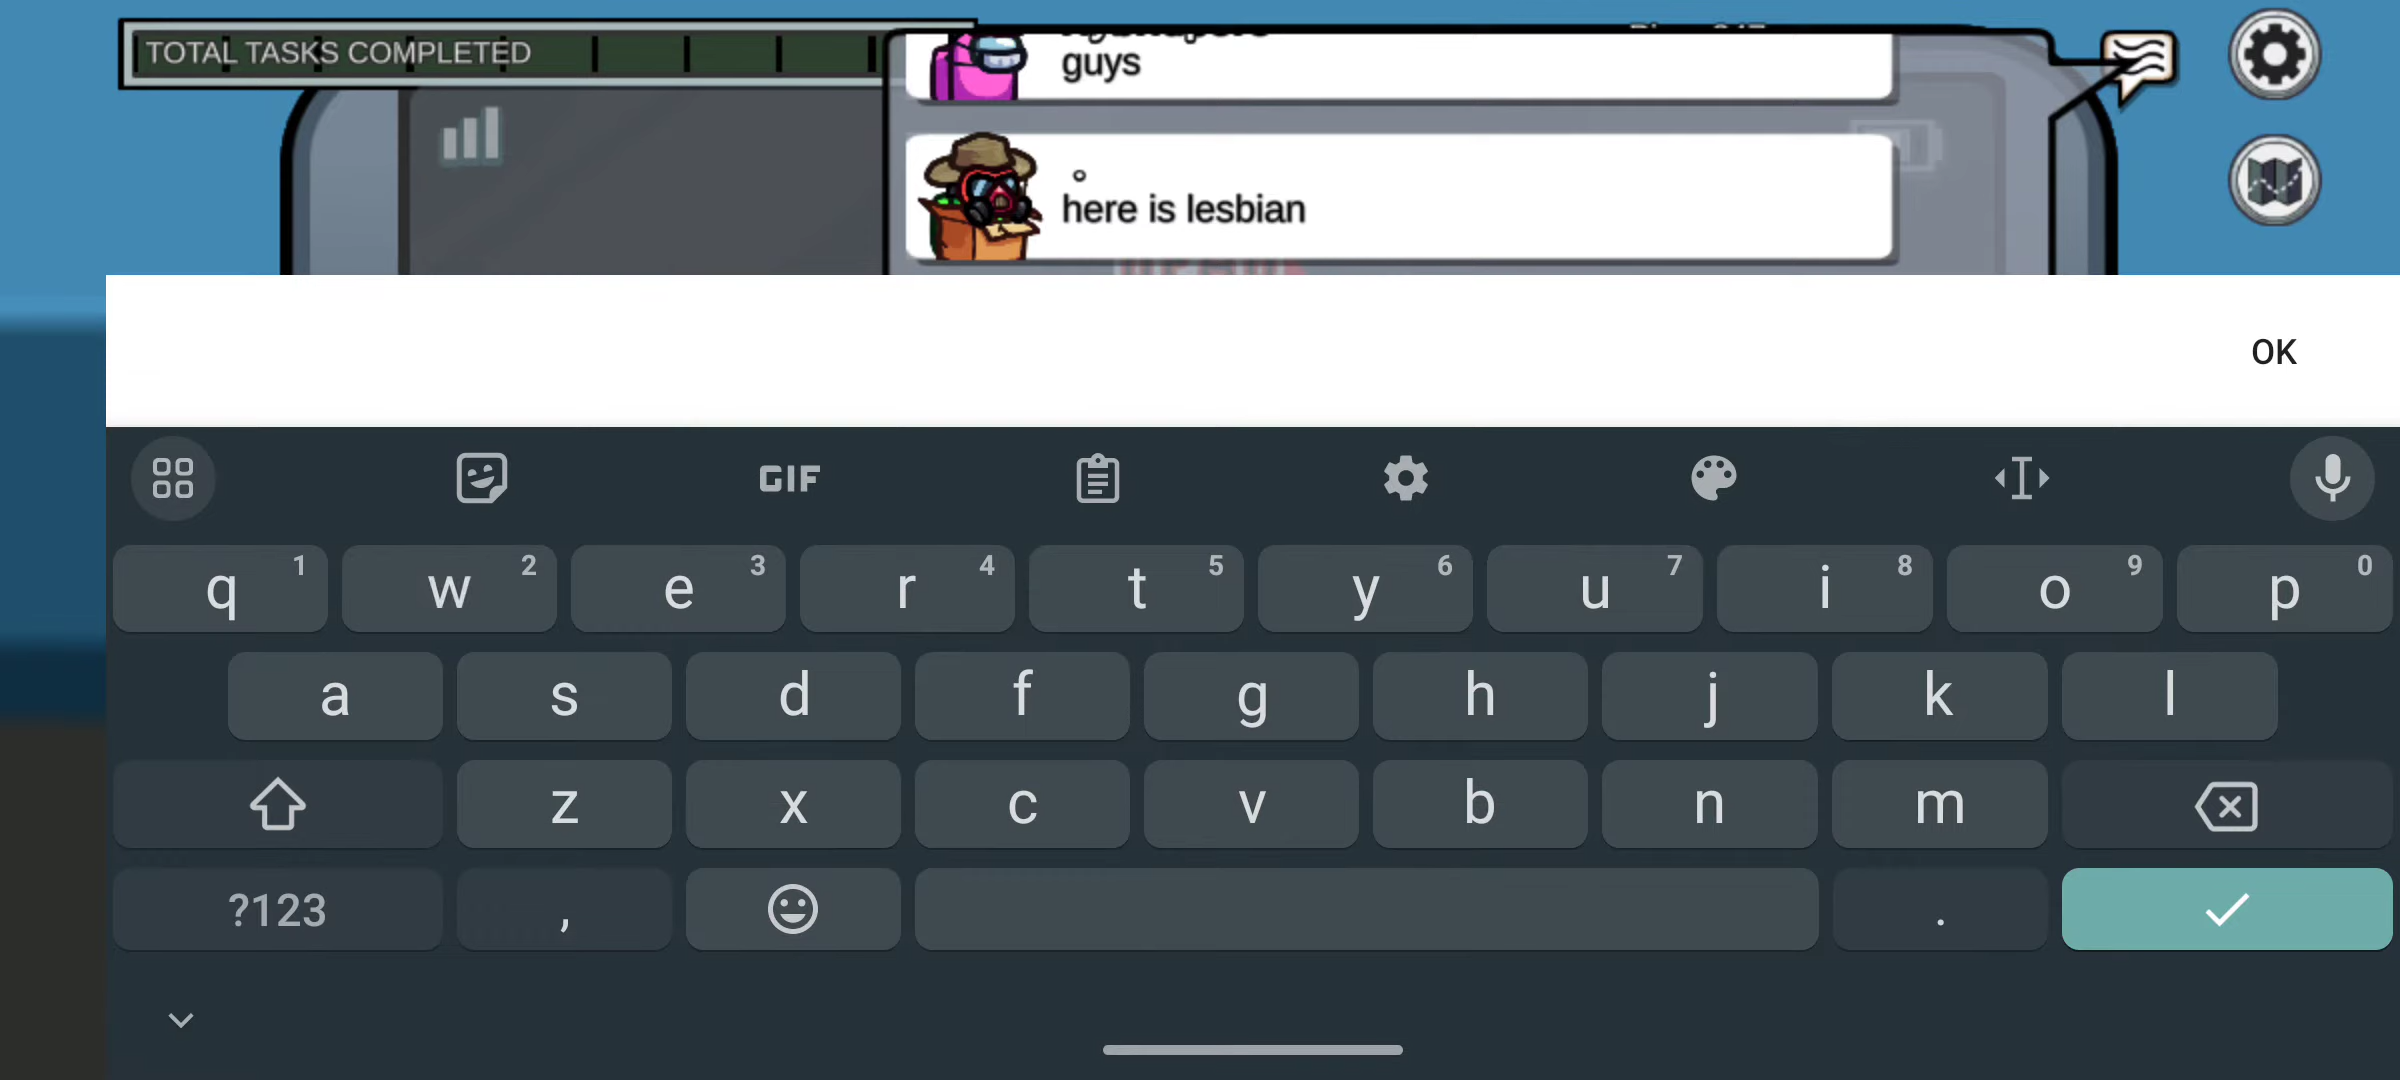 TOTAL TASKS COMPLETED
guys
°
here is lesbian
OK
GIF
q 1 w 2 e 3 r 4 t 5 y 6 u 7 i 8 o 9 p 0
a s d f g h j k l
z x c v b n m
?123 , .